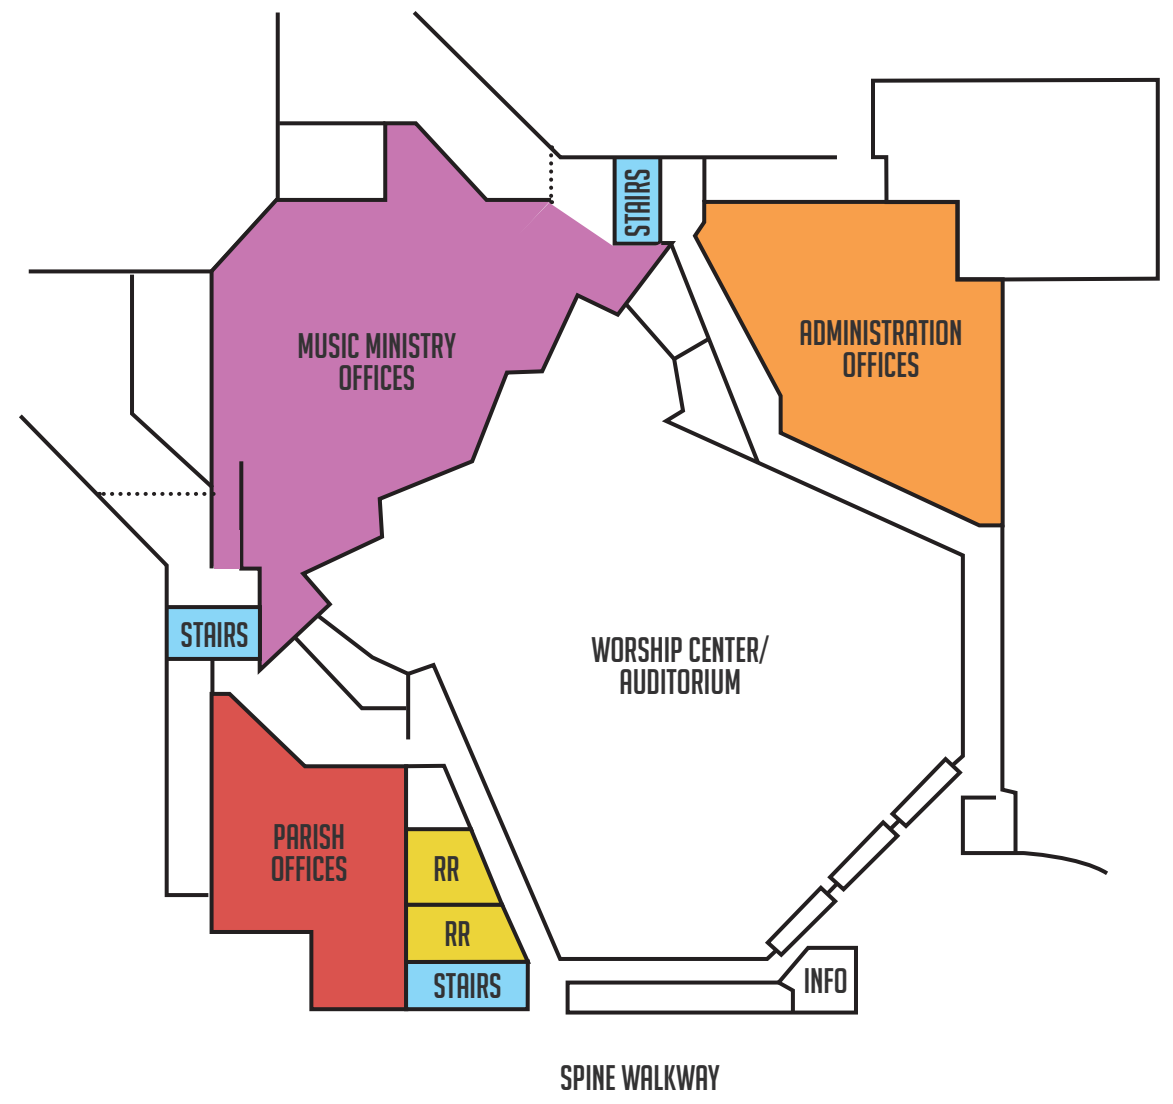 STAIRS
MUSIC MINISTRY
OFFICES
ADMINISTRATION
OFFICES
STAIRS
WORSHIP CENTER/
AUDITORIUM
PARISH
OFFICES
RR
RR
STAIRS
INFO
SPINE WALKWAY